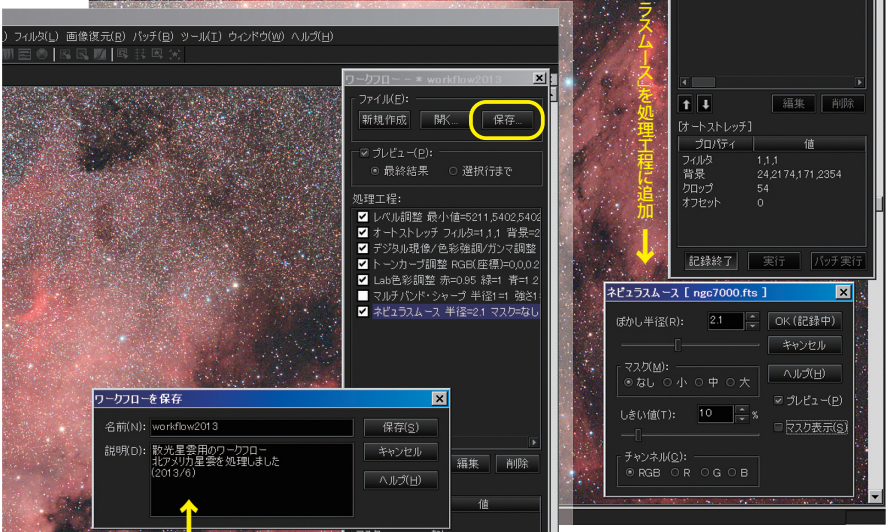 ) フィルタ(L) 画像復元(R) バッチ(B) ツール(T) ウィンドウ(W) ヘルプ(H)
ワークフロー - * workflow2013
ファイル(F):
新規作成 開く... 保存...
プレビュー(P):
最終結果 選択行まで
処理工程:
レベル調整 最小値=5211,5402,5402
オートストレッチ フィルタ=1,1,1 背景=2
デジタル現像/色彩強調/ガンマ調整
トーンカーブ調整 RGB(座標)=0,0,0.2
Lab色彩調整 赤=0.95 緑=1 青=1.2
マルチバンド・シャープ 半径1=1 強さ1
ネビュラスムース 半径=2.1 マスク=なし
編集 削除
値
ワークフローを保存
名前(N): workflow2013
説明(D): 散光星雲用のワークフロー
北アメリカ星雲を処理しました
(2013/6)
保存(S)
キャンセル
ヘルプ(H)
ラスムースを処理工程に追加
編集 削除
[オートストレッチ]
プロパティ 値
フィルタ 1,1,1
背景 24,2174,171,2354
クロップ 54
オフセット 0
記録終了 実行 バッチ実行
ネビュラスムース [ ngc7000.fts ]
ぼかし半径(R): 2.1
OK(記録中)
キャンセル
ヘルプ(H)
マスク(M):
なし 小 中 大
プレビュー(P)
しきい値(T): 10 %
マスク表示(S)
チャンネル(C):
RGB R G B